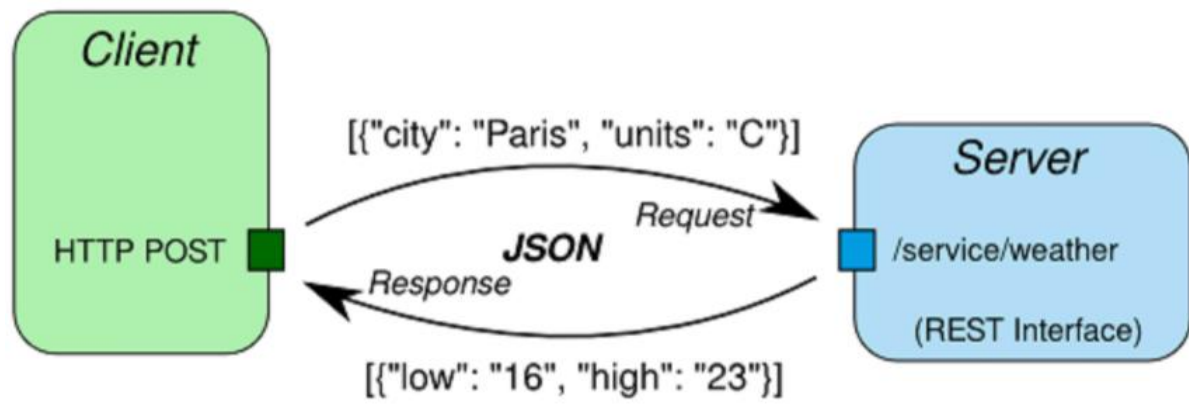 Client
[{"city": "Paris", "units": "C"}]
Server
Request
HTTP POST
JSON
/service/weather
Response
(REST Interface)
[{"low": "16", "high": "23"}]